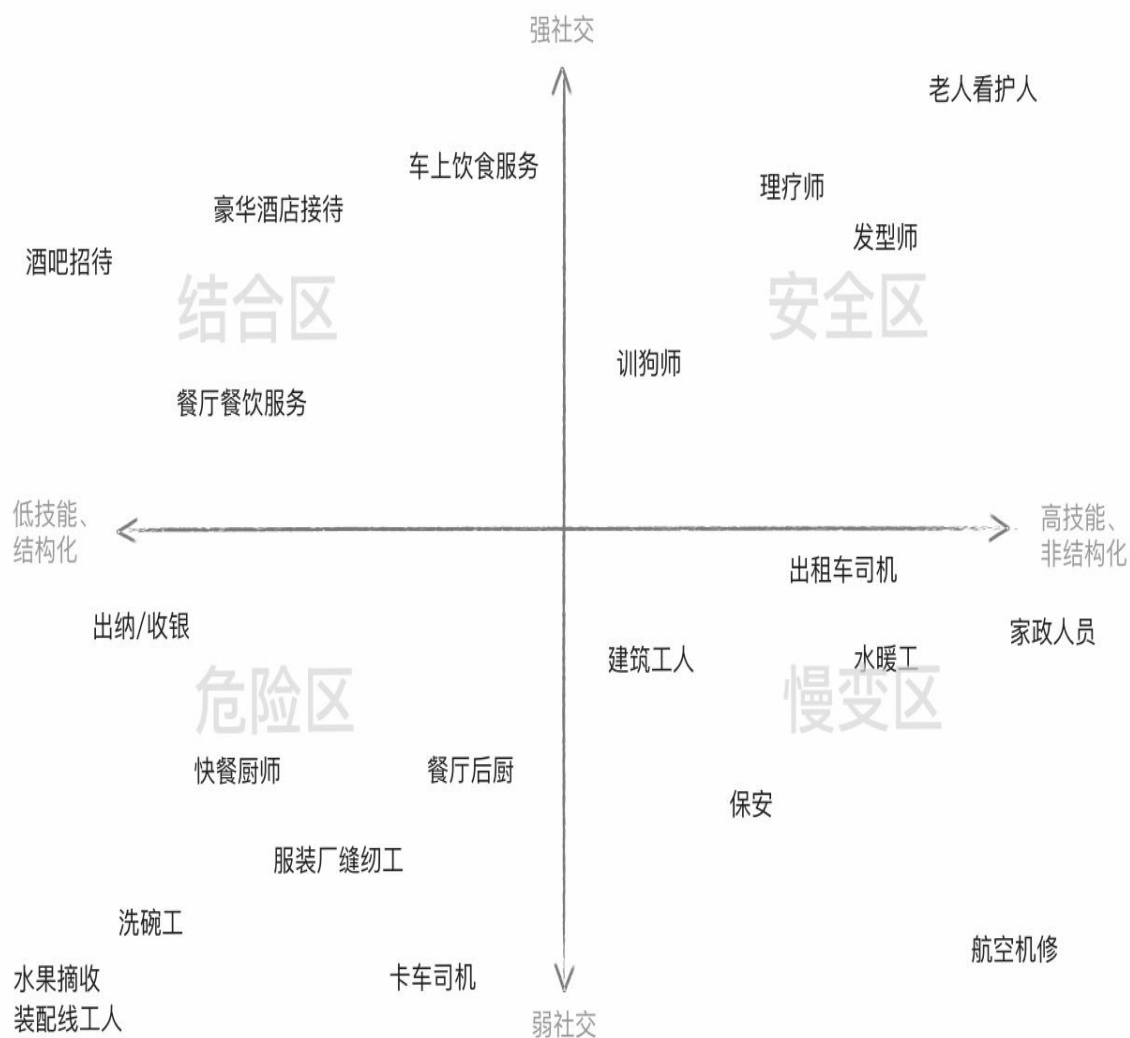 强社交
老人看护人
车上饮食服务
理疗师
豪华酒店接待
发型师
酒吧招待
结合区
安全区
训狗师
餐厅餐饮服务
低技能、
结构化
高技能、
非结构化
出租车司机
出纳/收银
家政人员
建筑工人
水暖工
危险区
慢变区
快餐厨师
餐厅后厨
保安
服装厂缝纫工
洗碗工
航空机修
水果摘收
卡车司机
装配线工人
弱社交